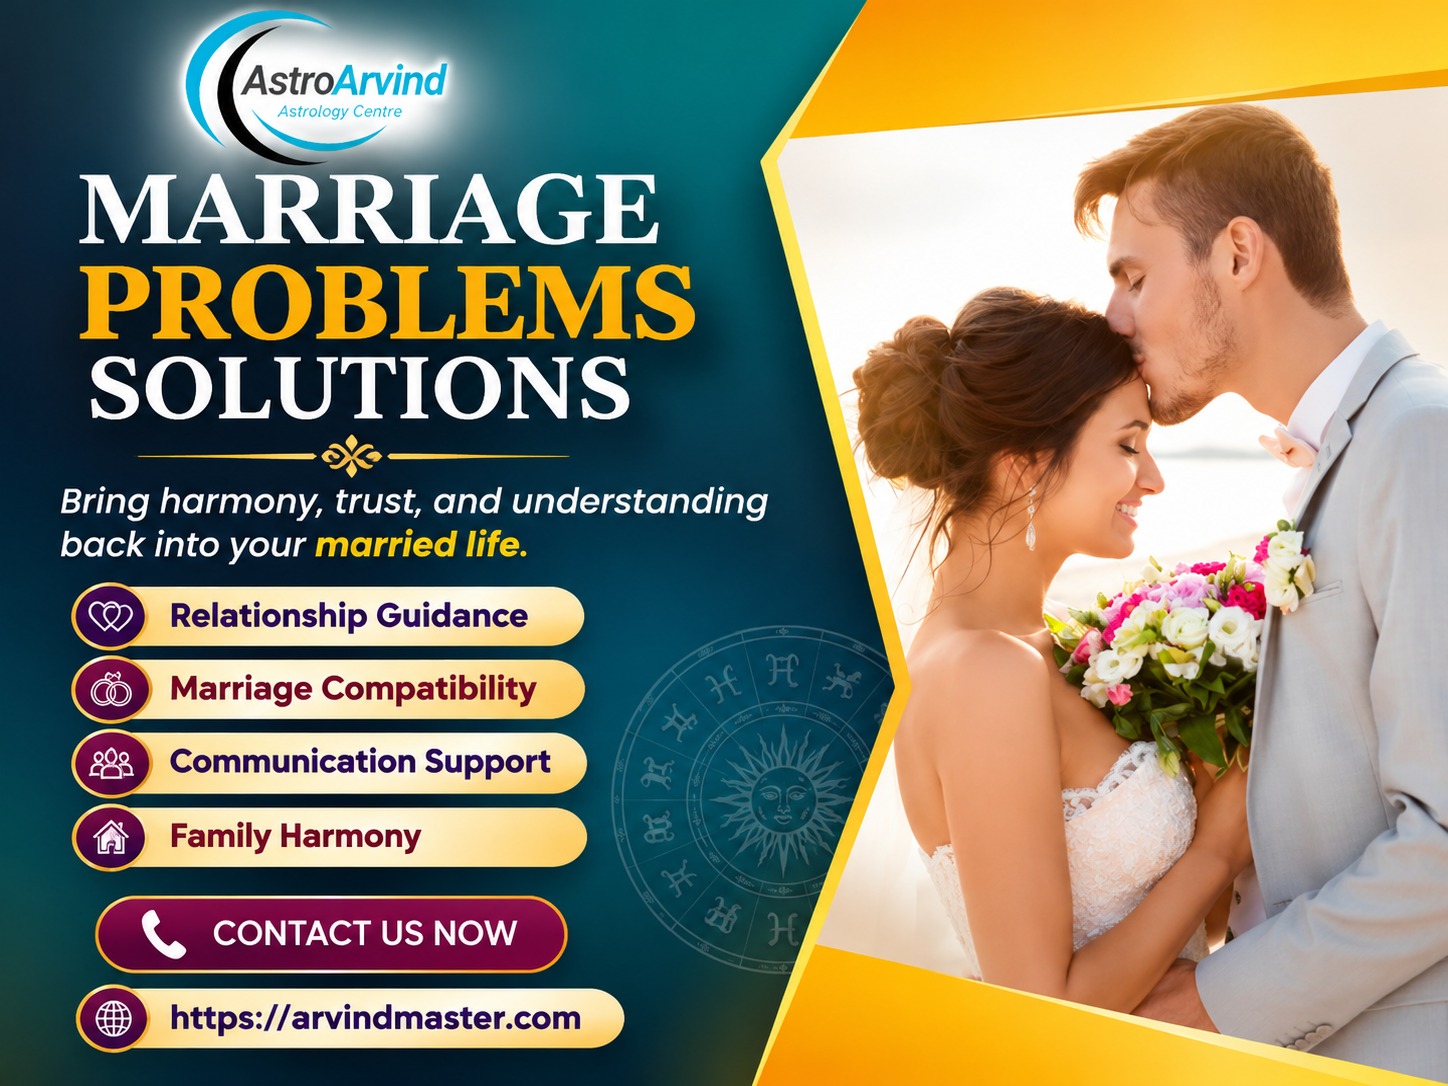 AstroArvind
Astrology Centre
MARRIAGE
PROBLEMS
SOLUTIONS
Bring harmony, trust, and understanding
back into your married life.
Relationship Guidance
Marriage Compatibility
Communication Support
Family Harmony
CONTACT US NOW
https://arvindmaster.com